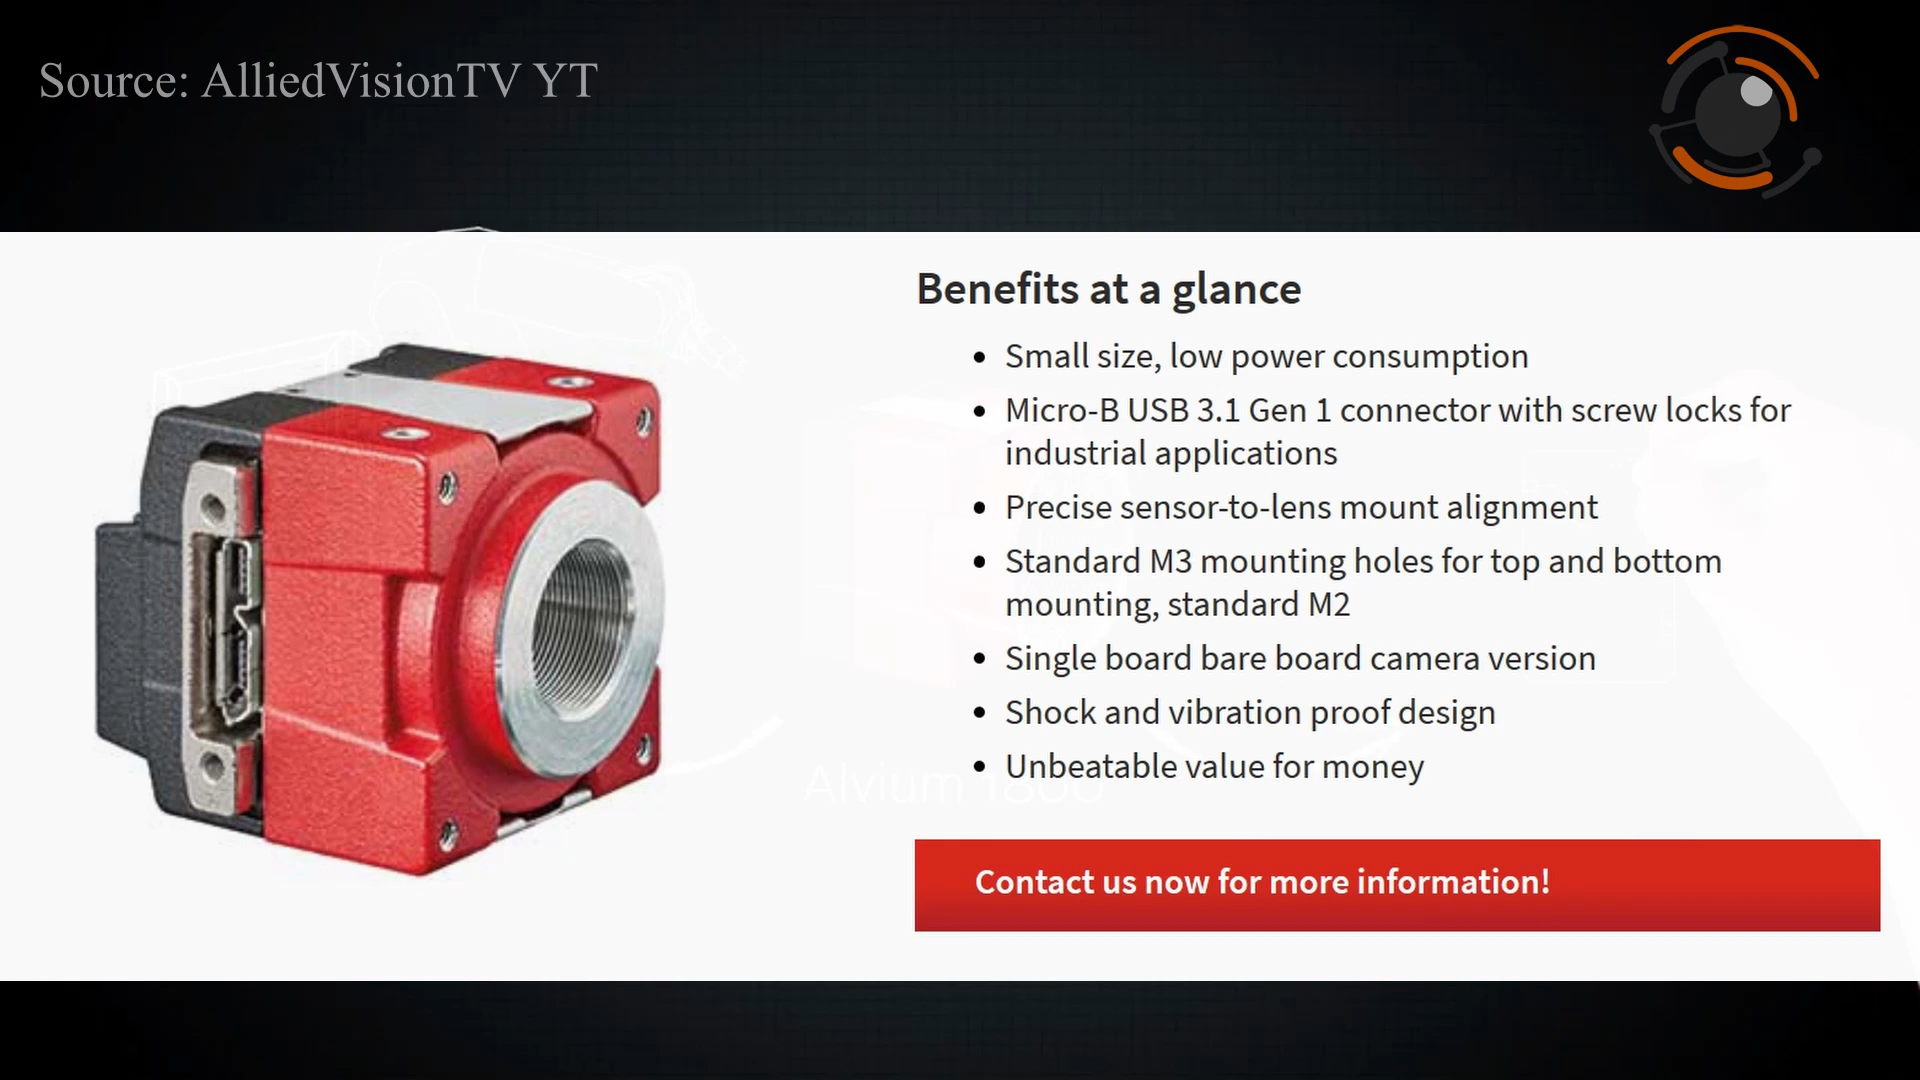 Source: AlliedVisionTV YT
Benefits at a glance
Small size, low power consumption
Micro-B USB 3.1 Gen 1 connector with screw locks for
industrial applications
Precise sensor-to-lens mount alignment
Standard M3 mounting holes for top and bottom
mounting, standard M2
Single board bare board camera version
Shock and vibration proof design
Unbeatable value for money
Alvium 1800
Contact us now for more information!